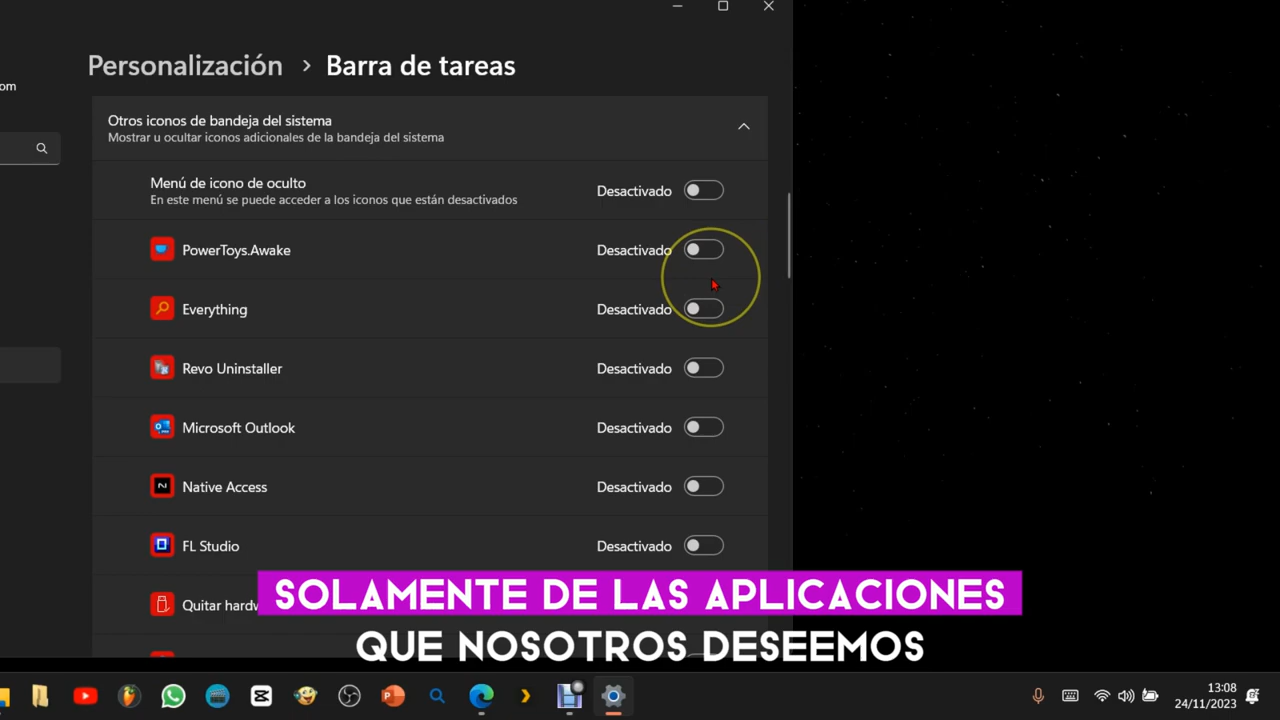 Personalización > Barra de tareas
om
Otros iconos de bandeja del sistema
Mostrar u ocultar iconos adicionales de la bandeja del sistema
Menú de icono de oculto
En este menú se puede acceder a los iconos que están desactivados
Desactivado
PowerToys.Awake
Desactivado
Everything
Desactivado
Revo Uninstaller
Desactivado
Microsoft Outlook
Desactivado
Native Access
Desactivado
FL Studio
Desactivado
Quitar hardw
SOLAMENTE DE LAS APLICACIONES
QUE NOSOTROS DESEEMOS
13:08
24/11/2023